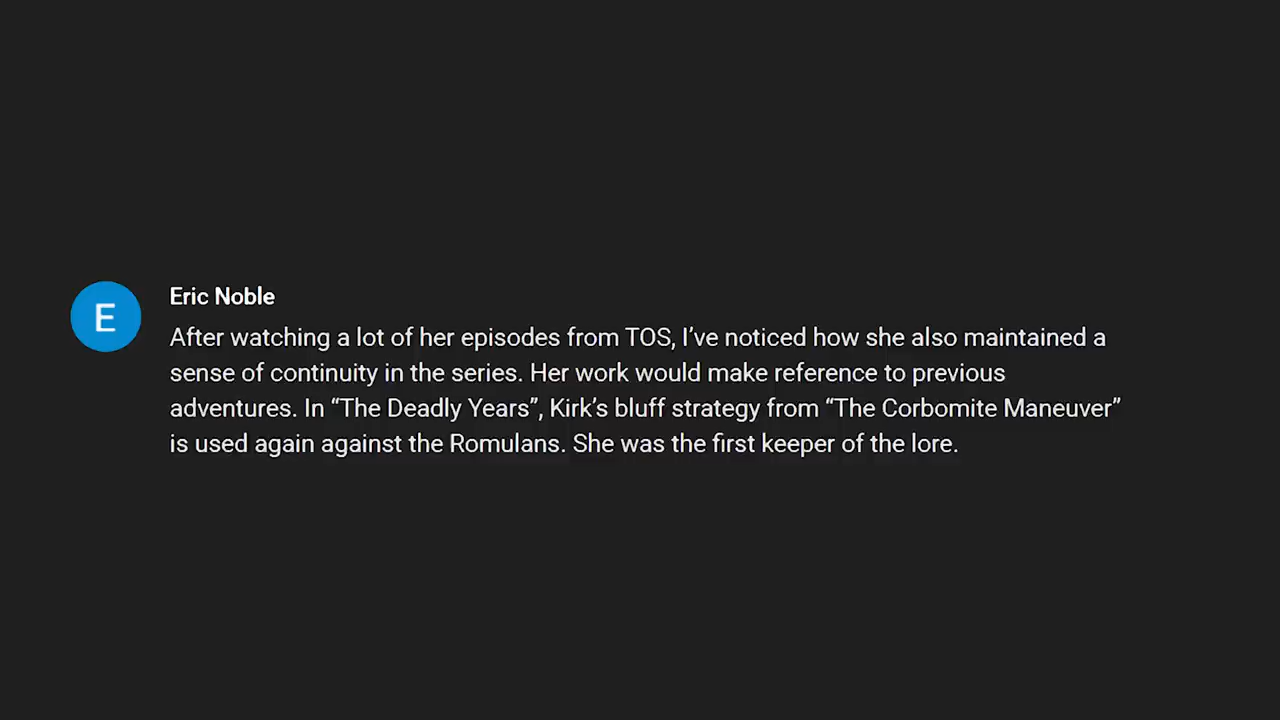 E
Eric Noble
After watching a lot of her episodes from TOS, I’ve noticed how she also maintained a
sense of continuity in the series. Her work would make reference to previous
adventures. In “The Deadly Years”, Kirk’s bluff strategy from “The Corbomite Maneuver”
is used again against the Romulans. She was the first keeper of the lore.